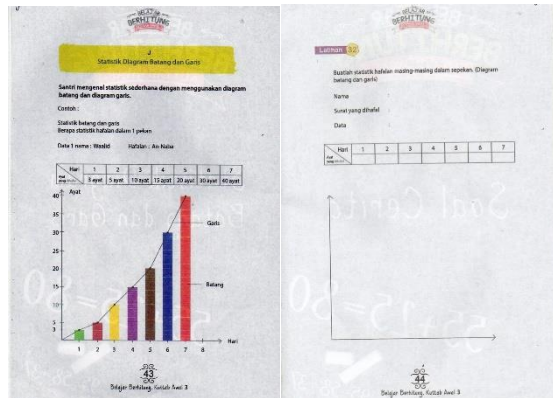 BELAJAR
BERHITUNG
J
Statistik Diagram Batang dan Garis
Santri mengenal statistik sederhana dengan menggunakan diagram
batang dan diagram garis.
Contoh :
Statistik batang dan garis
Berapa statistik hafalan dalam 1 pekan
Data 1 nama : Waalid Hafalan : An Naba
Hari 1 2 3 4 5 6 7
3 ayat 5 ayat 10 ayat 15 ayat 20 ayat 30 ayat 40 ayat
Ayat
40
35
30
25
20
15
10
5
3
Garis
Batang
1 2 3 4 5 6 7 8
Hari
43
Belajar Berhitung, Kuttab Awal 3
BELAJAR
BERHITUNG
Latihan 32
Buatlah statistik hafalan masing-masing dalam sepekan. (Diagram
batang dan garis)
Nama
Surat yang dihafal
Data
Hari 1 2 3 4 5 6 7
44
Belajar Berhitung, Kuttab Awal 3